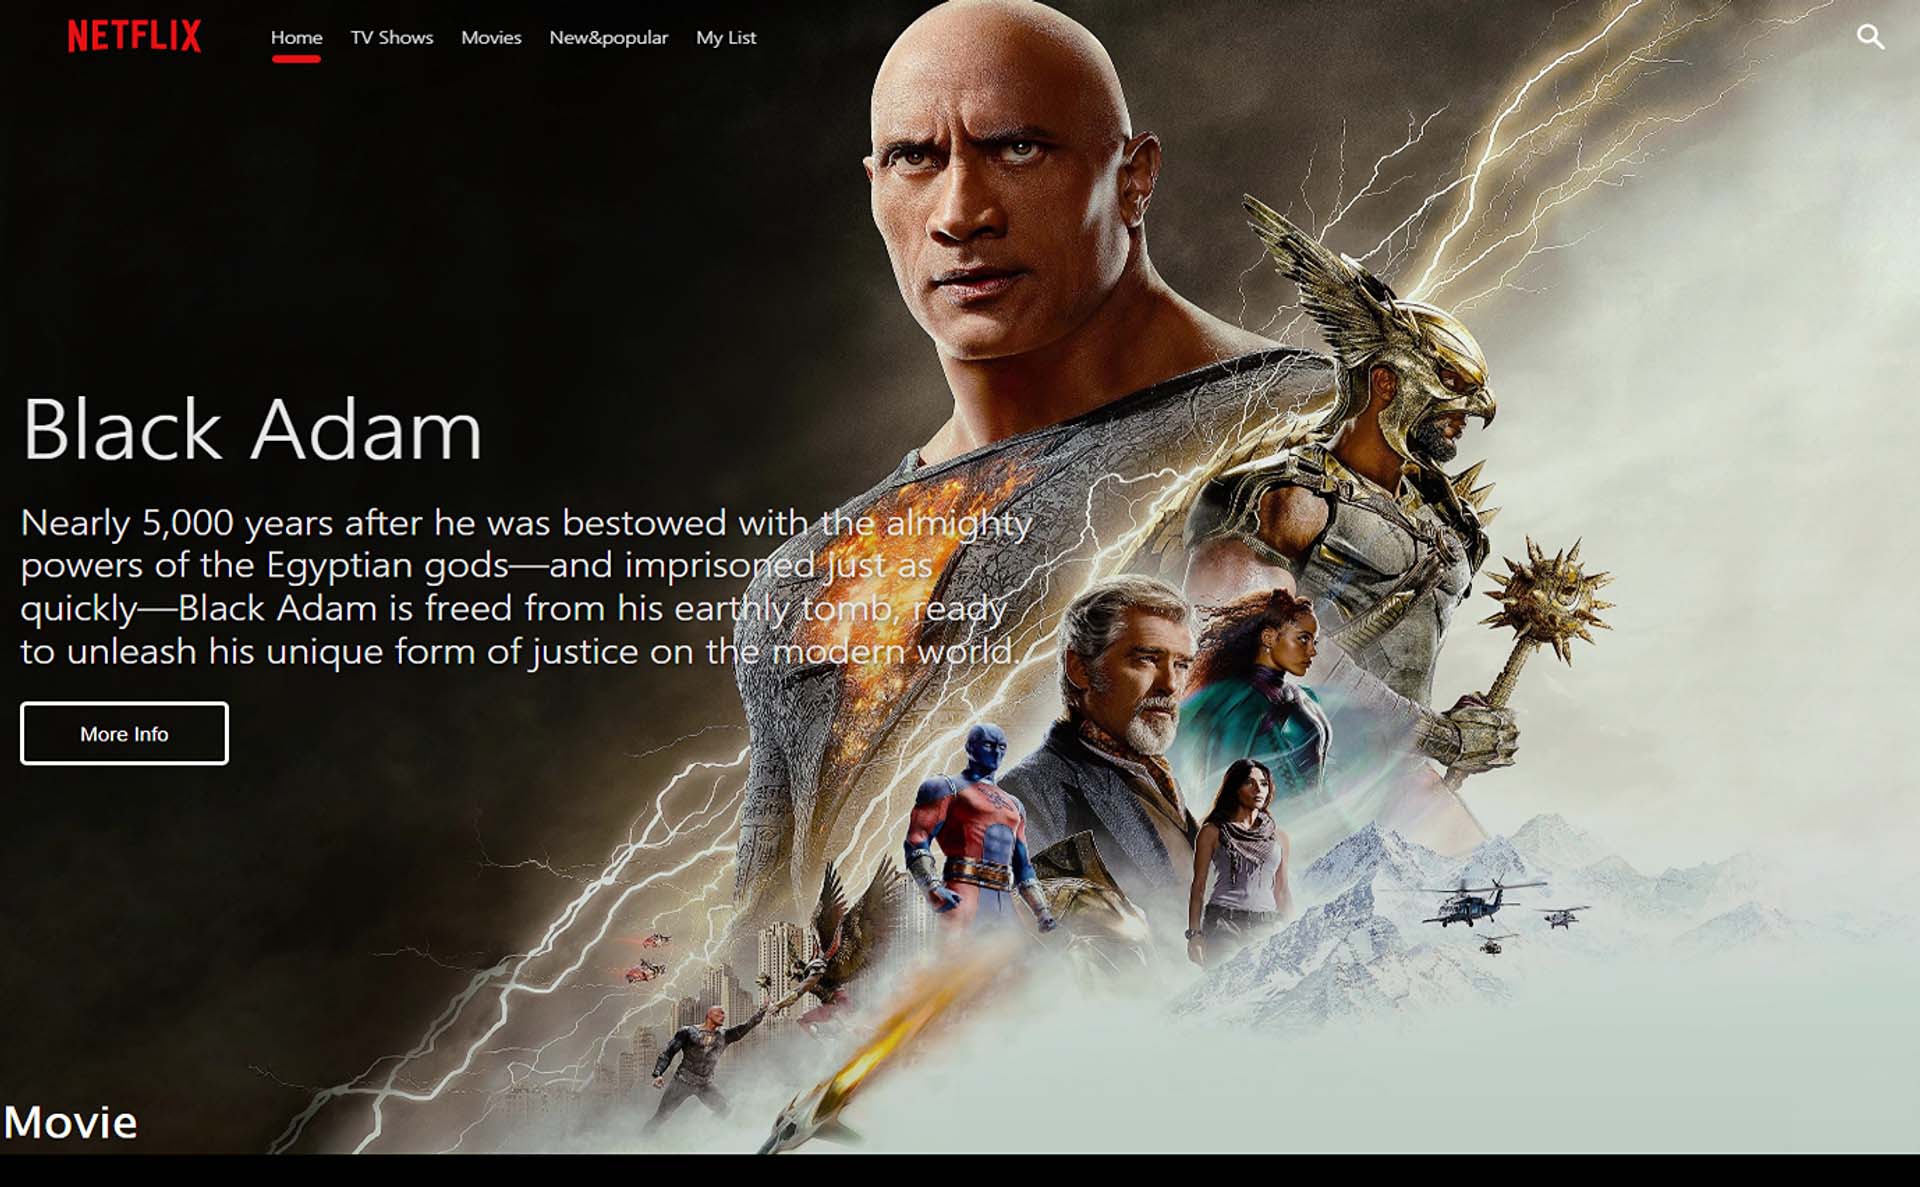 NETFLIX
Home
TV Shows
Movies
New&popular
My List
Black Adam
Nearly 5,000 years after he was bestowed with the almighty
powers of the Egyptian gods—and imprisoned just as
quickly—Black Adam is freed from his earthly tomb, ready
to unleash his unique form of justice on the modern world.
More Info
Movie